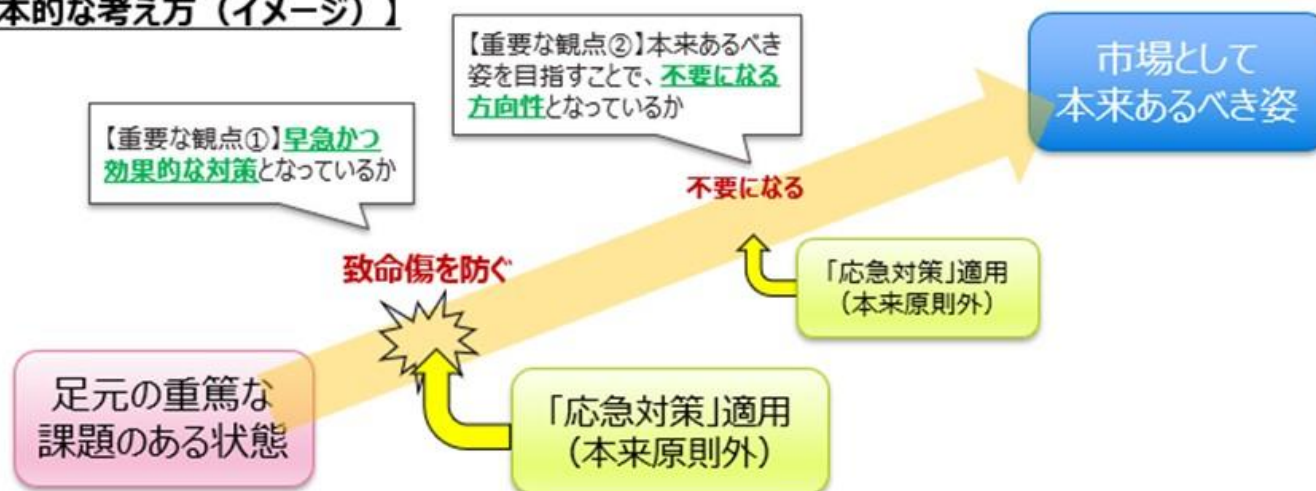 本的な考え方（イメージ）】
【重要な観点②】本来あるべき
姿を目指すことで、不要になる
方向性となっているか
市場として
本来あるべき姿
【重要な観点①】早急かつ
効果的な対策となっているか
不要になる
致命傷を防ぐ
「応急対策」適用
（本来原則外）
足元の重篤な
課題のある状態
「応急対策」適用
（本来原則外）